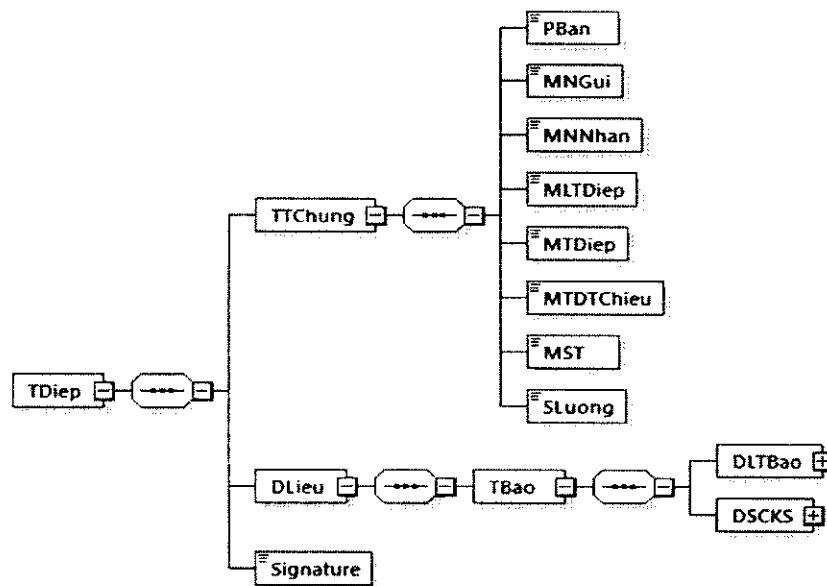 PBan
MNGui
MNNhan
MLTDiep
TTChung
MTDiep
MTDTChieu
MST
TDiep
SLuong
DLieu
TBao
DLTBao
DSCKS
Signature